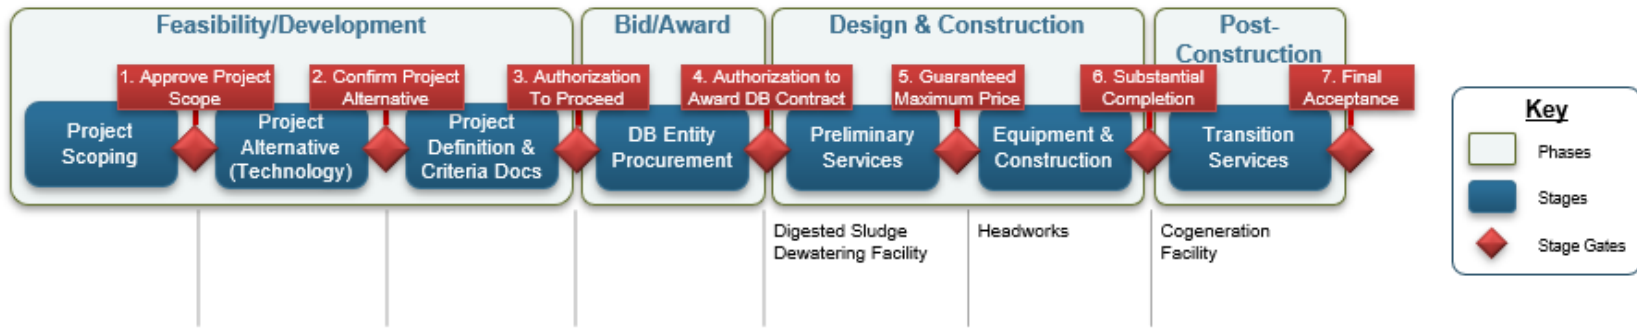 Feasibility/Development
Bid/Award
Design & Construction
Post-
Construction
1. Approve Project
Scope
2. Confirm Project
Alternative
3. Authorization
To Proceed
4. Authorization to
Award DB Contract
5. Guaranteed
Maximum Price
6. Substantial
Completion
7. Final
Acceptance
Project
Scoping
Project
Alternative
(Technology)
Project
Definition &
Criteria Docs
DB Entity
Procurement
Preliminary
Services
Equipment &
Construction
Transition
Services
Digested Sludge
Dewatering Facility
Headworks
Cogeneration
Facility
Key
Phases
Stages
Stage Gates